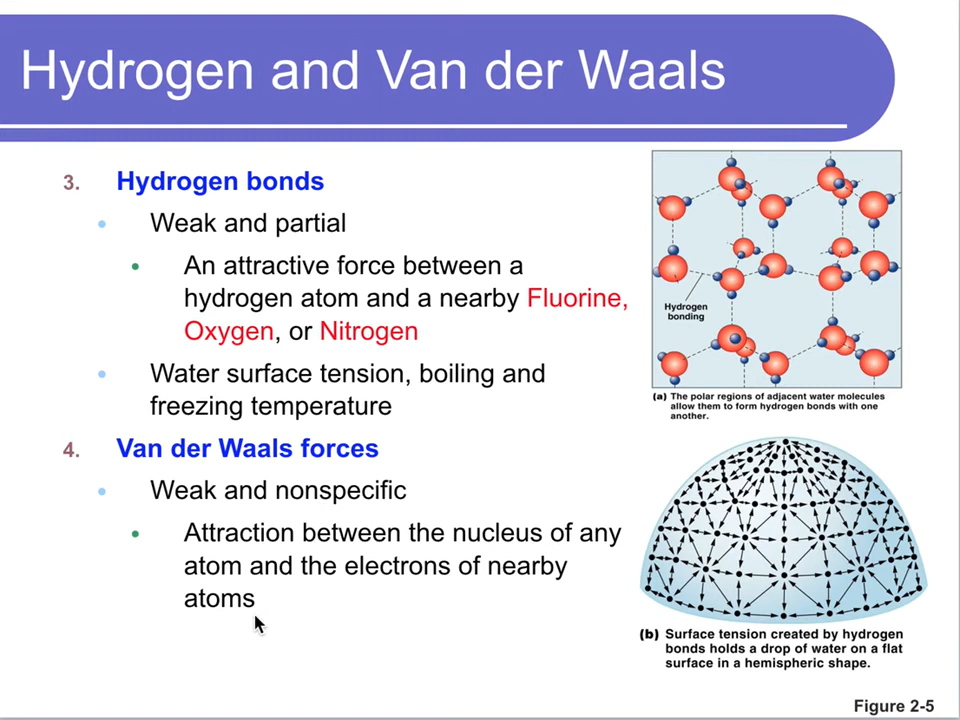 Hydrogen and Van der Waals
3. Hydrogen bonds
• Weak and partial
• An attractive force between a
hydrogen atom and a nearby Fluorine,
Oxygen, or Nitrogen
• Water surface tension, boiling and
freezing temperature
4. Van der Waals forces
• Weak and nonspecific
• Attraction between the nucleus of any
atom and the electrons of nearby
atoms
Hydrogen
bonding
(a) The polar regions of adjacent water molecules
allow them to form hydrogen bonds with one
another.
(b) Surface tension created by hydrogen
bonds holds a drop of water on a flat
surface in a hemispheric shape.
Figure 2-5